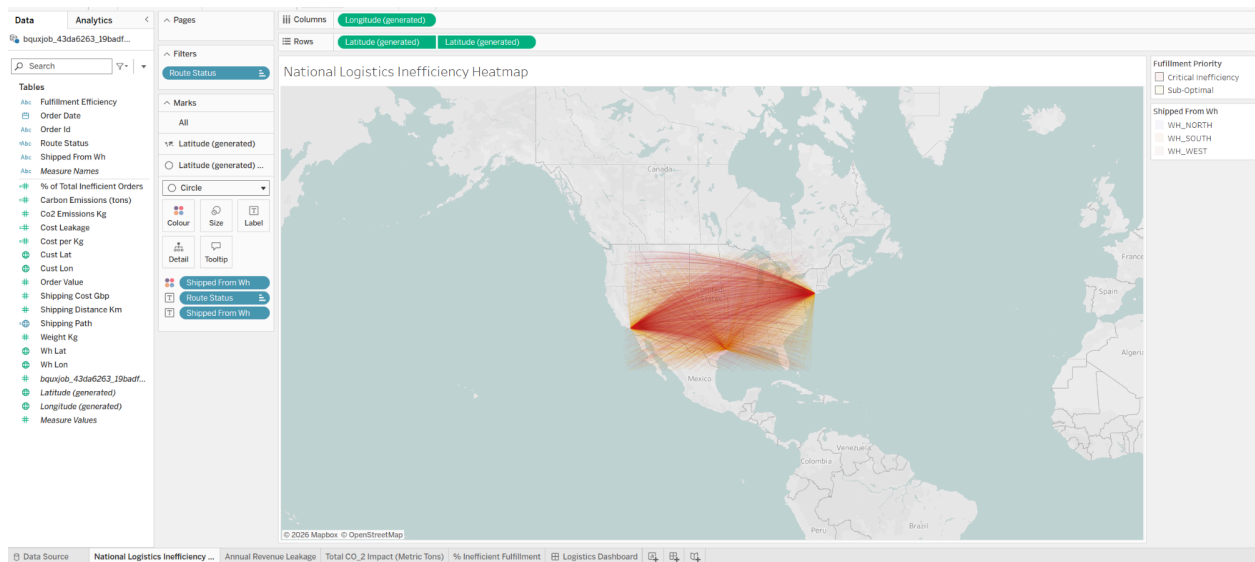 Data
Analytics
bquxjob_43da6263_19badf...
Search
Tables
Abc Fulfillment Efficiency
Order Date
Abc Order Id
Abc Route Status
Abc Shipped From Wh
Abc Measure Names
% of Total Inefficient Orders
Carbon Emissions (tons)
Co2 Emissions Kg
Cost Leakage
Cost per Kg
Cust Lat
Cust Lon
Order Value
Shipping Cost Gbp
Shipping Distance Km
Shipping Path
Weight Kg
Wh Lat
Wh Lon
bquxjob_43da6263_19badf...
Latitude (generated)
Longitude (generated)
Measure Values
Pages
Filters
Route Status
Marks
All
Latitude (generated)
Latitude (generated) ...
Circle
Colour
Size
Label
Detail
Tooltip
Shipped From Wh
Route Status
Shipped From Wh
Columns
Longitude (generated)
Rows
Latitude (generated)
Latitude (generated)
National Logistics Inefficiency Heatmap
Canada
France
Spain
Algeria
Mexico
Venezuela
Colombia
Peru
Brazil
© 2026 Mapbox © OpenStreetMap
Fufillment Priority
Critical Inefficiency
Sub-Optimal
Shipped From Wh
WH_NORTH
WH_SOUTH
WH_WEST
Data Source
National Logistics Inefficiency ...
Annual Revenue Leakage
Total CO_2 Impact (Metric Tons)
% Inefficient Fulfillment
Logistics Dashboard